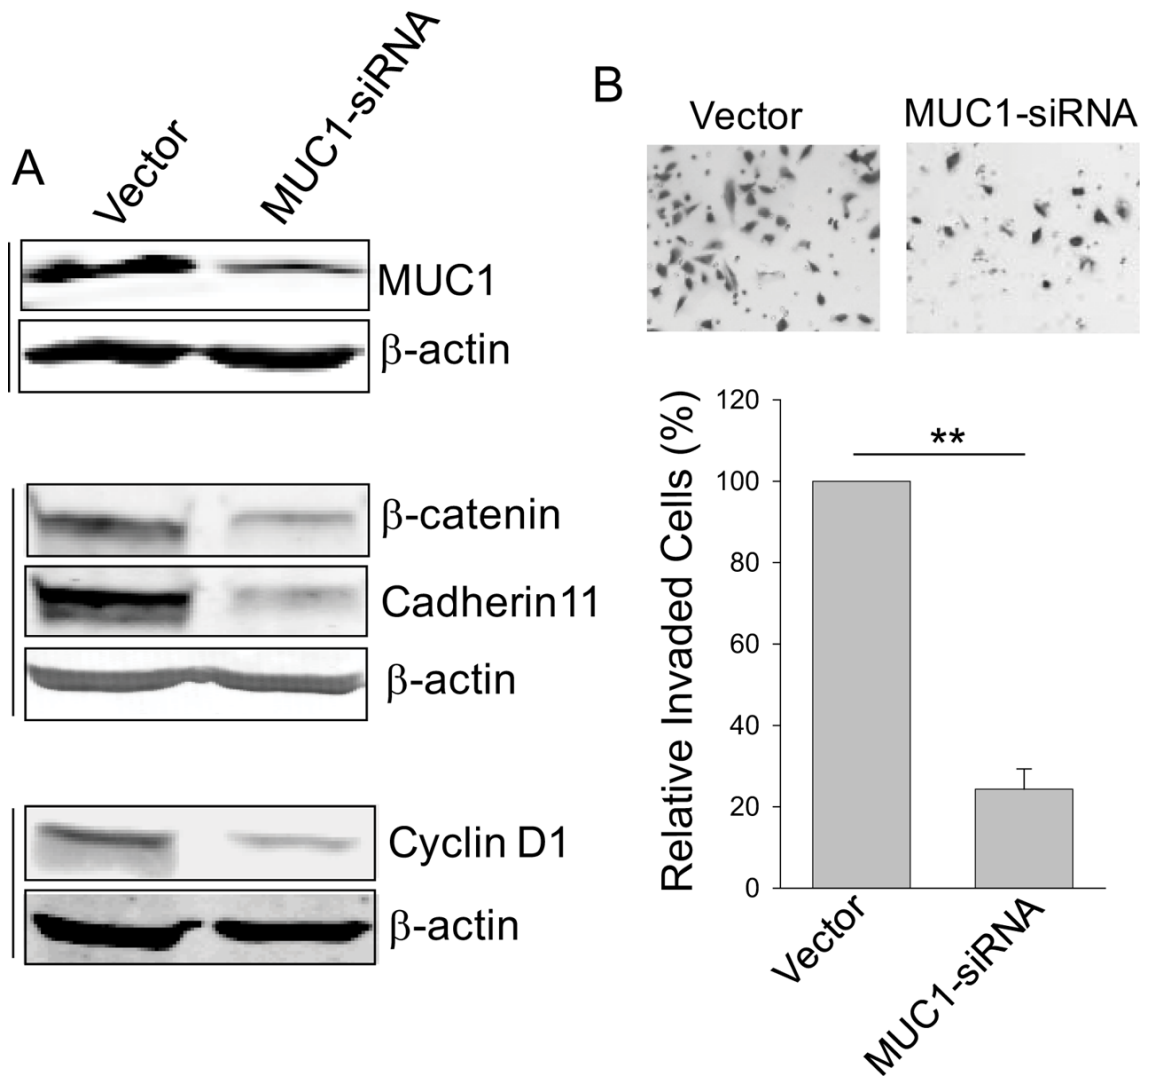 A
Vector
MUC1-siRNA
MUC1
β-actin
β-catenin
Cadherin11
β-actin
Cyclin D1
β-actin
B
Vector
MUC1-siRNA
Relative Invaded Cells (%)
120
100
80
60
40
20
0
**
Vector
MUC1-siRNA